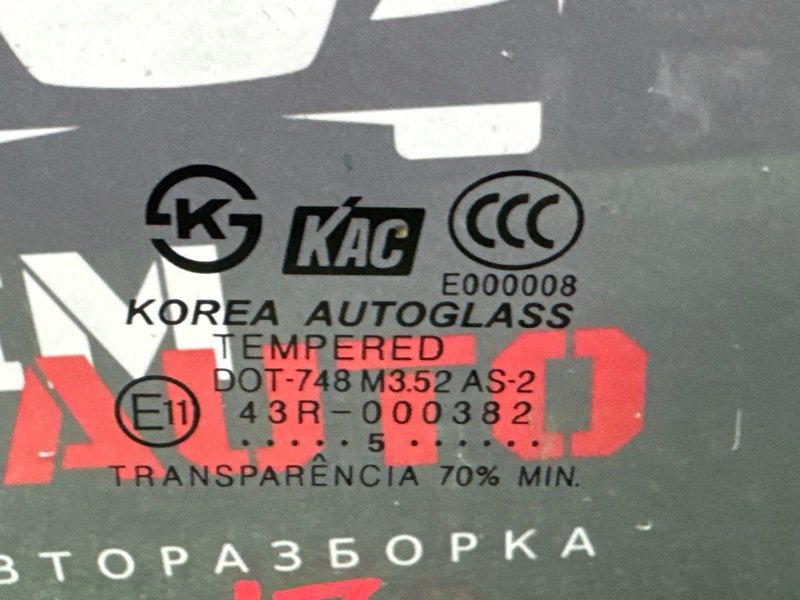 KS
KAC
CCC
E000008
KOREA AUTOGLASS
TEMPERED
DOT-748 M3.52 AS-2
E11 43R-000382
. . . . . 5 . . . . . .
TRANSPARÊNCIA 70% MIN.
AUTO